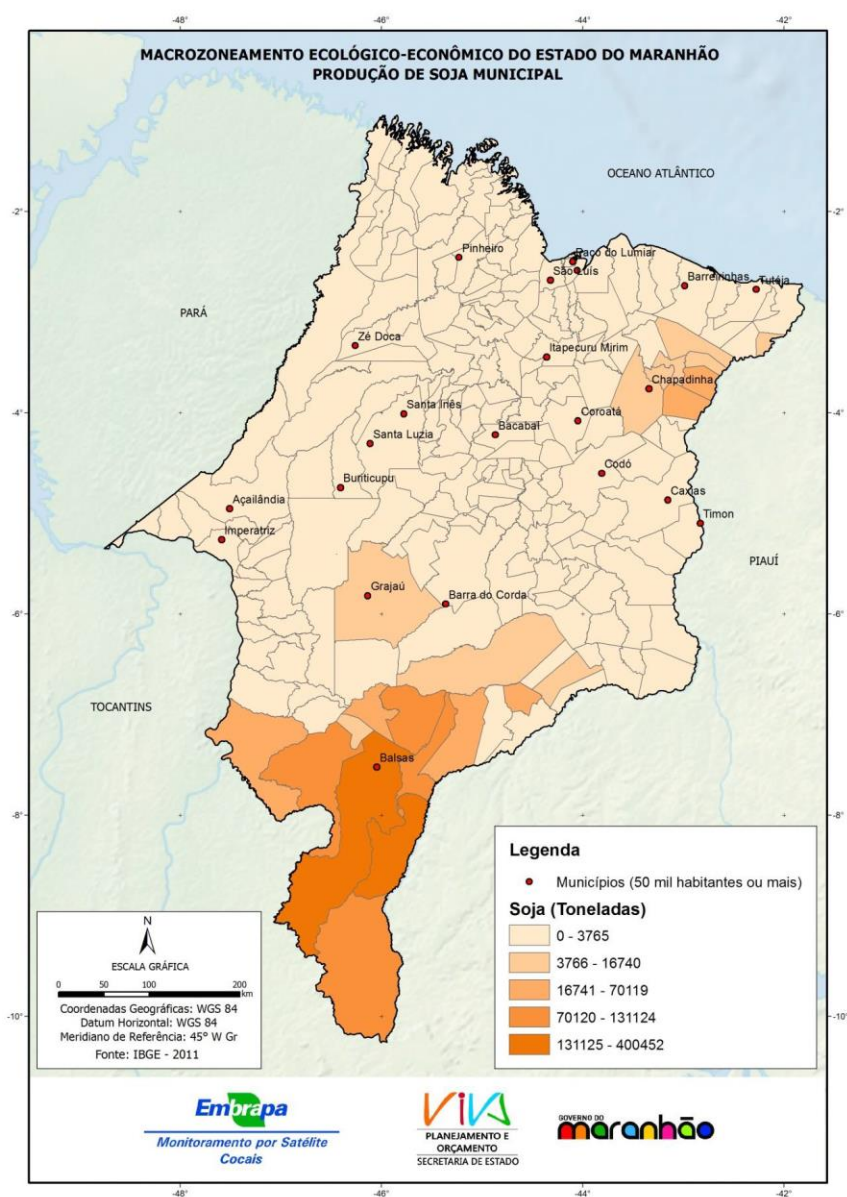 -48°
-46°
-44°
-42°
MACROZONEAMENTO ECOLÓGICO-ECONÔMICO DO ESTADO DO MARANHÃO
PRODUÇÃO DE SOJA MUNICIPAL
OCEANO ATLÂNTICO
-2°
-2°
Pinheiro
Paço do Lumiar
São Luís
Barreirinhas
Tutóia
PARÁ
Zé Doca
Itapecuru Mirim
Chapadinha
-4°
-4°
Santa Inês
Coroatá
Santa Luzia
Bacabal
Codó
Buriticupu
Caxias
Açailândia
Timon
Imperatriz
PIAUÍ
Grajaú
Barra do Corda
-6°
-6°
TOCANTINS
Balsas
-8°
-8°
Legenda
Municípios (50 mil habitantes ou mais)
Soja (Toneladas)
0 - 3765
3766 - 16740
16741 - 70119
70120 - 131124
131125 - 400452
N
ESCALA GRÁFICA
0 50 100 200
km
Coordenadas Geográficas: WGS 84
Datum Horizontal: WGS 84
Meridiano de Referência: 45° W Gr
Fonte: IBGE - 2011
-10°
-10°
Embrapa
Monitoramento por Satélite
Cocais
VIVA
PLANEJAMENTO E
ORÇAMENTO
SECRETARIA DE ESTADO
GOVERNO DO
maranhão
-48°
-46°
-44°
-42°